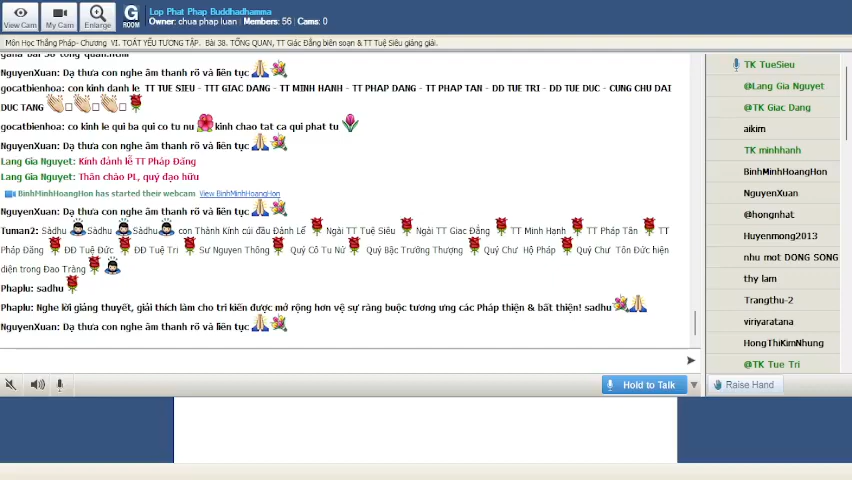 Lop Phat Phap Buddhadhamma
Owner: chua phap luan , Members: 56 , Cams: 0
View Cam
My Cam
Enlarge
G ROOM
Môn Học Thắng Pháp- Chương VI. TOÁT YẾU TƯƠNG TẬP. Bài 38. TỔNG QUAN, TT Giác Đẳng biên soạn & TT Tuệ Siêu giảng giải.
NguyenXuan: Dạ thưa con nghe âm thanh rõ và liên tục
gocatbienhoa: con kinh danh le TT TUE SIEU - TTT GIAC DANG - TT MINH HANH - TT PHAP DANG - TT PHAP TAN - DD TUE TRI - DD TUE DUC - CUNG CHU DAI
DUC TANG
gocatbienhoa: co kinh le qui ba qui co tu nu kinh chao tat ca qui phat tu
NguyenXuan: Dạ thưa con nghe âm thanh rõ và liên tục
Lang Gia Nguyet: Kính đảnh lễ TT Pháp Đăng
Lang Gia Nguyet: Thân chào PL, quý đạo hữu
BinhMinhHoangHon has started their webcam View BinhMinhHoangHon
NguyenXuan: Dạ thưa con nghe âm thanh rõ và liên tục
Tuman2: Sàdhu Sàdhu Sàdhu con Thành Kính cúi đầu Đảnh Lễ Ngài TT Tuệ Siêu Ngài TT Giác Đẳng TT Minh Hạnh TT Pháp Tân TT
Pháp Đăng ĐĐ Tuệ Đức ĐĐ Tuệ Trị Sư Nguyên Thông Quý Cô Tu Nữ Quý Bậc Trưởng Thượng Quý Chư Hộ Pháp Quý Chư Tôn Đức hiện
diện trong Đạo Tràng
Phaplu: sadhu
Phaplu: Nghe lời giảng thuyết, giải thích làm cho tri kiến được mở rộng hơn về sự ràng buộc tương ưng các Pháp thiện & bất thiện! sadhu
NguyenXuan: Dạ thưa con nghe âm thanh rõ và liên tục
Hold to Talk
TK TueSieu
@Lang Gia Nguyet
@TK Giac Dang
aikim
TK minhhanh
BinhMinhHoangHon
NguyenXuan
@hongnhat
Huyenmong2013
nhu mot DONG SONG
thy lam
Trangthu-2
viriyaratana
HongThiKimNhung
@TK Tue Tri
Raise Hand